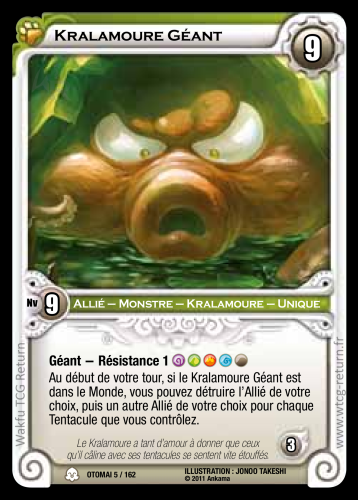 KRALAMOURE GÉANT
9
Nv 9 ALLIÉ – MONSTRE – KRALAMOURE – UNIQUE
Géant – Résistance 1
Au début de votre tour, si le Kralamoure Géant est
dans le Monde, vous pouvez détruire l'Allié de votre
choix, puis un autre Allié de votre choix pour chaque
Tentacule que vous contrôlez.
Le Kralamoure a tant d'amour à donner que ceux
qu'il câline avec ses tentacules se sentent vite étouffés
3
OTOMAI 5 / 162
ILLUSTRATION : JONOO TAKESHI
© 2011 Ankama
Wakfu TCG Return
www.wtcg-return.fr